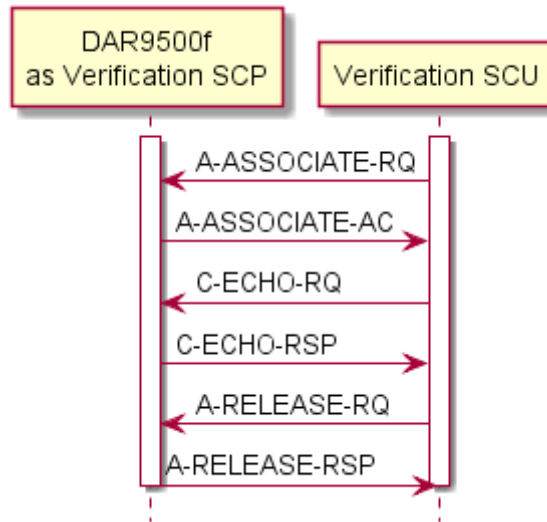 DAR9500f
as Verification SCP
Verification SCU
A-ASSOCIATE-RQ
A-ASSOCIATE-AC
C-ECHO-RQ
C-ECHO-RSP
A-RELEASE-RQ
A-RELEASE-RSP